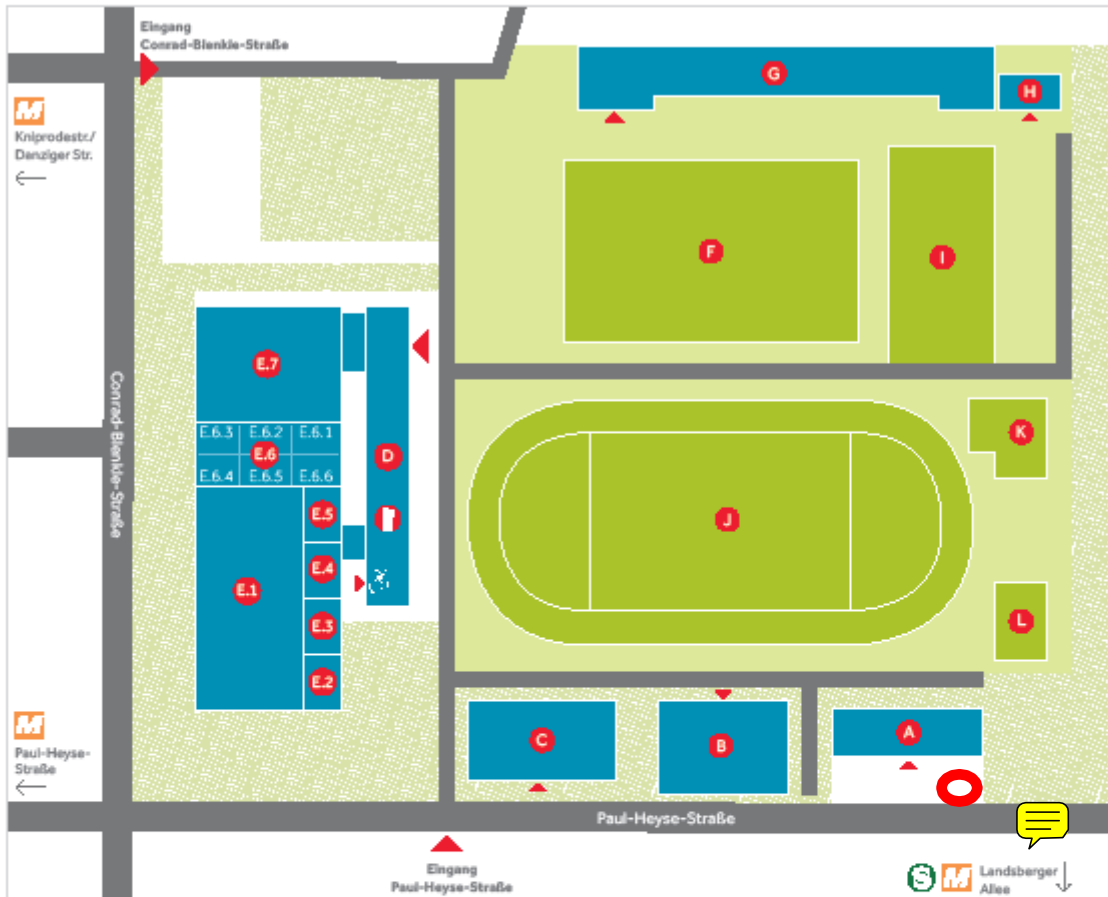 Eingang
Conrad-Blenkle-Straße
G
H
M
Kniprodestr./
Danziger Str.
F
I
E.7
Conrad-Blenkle-Straße
E.6.3 E.6.2 E.6.1
E.6
E.6.4 E.6.5 E.6.6
D
K
E.5
J
E.4
E.1
E.3
L
E.2
M
Paul-Heyse-
Straße
C
B
A
Paul-Heyse-Straße
Eingang
Paul-Heyse-Straße
S M Landsberger
Allee